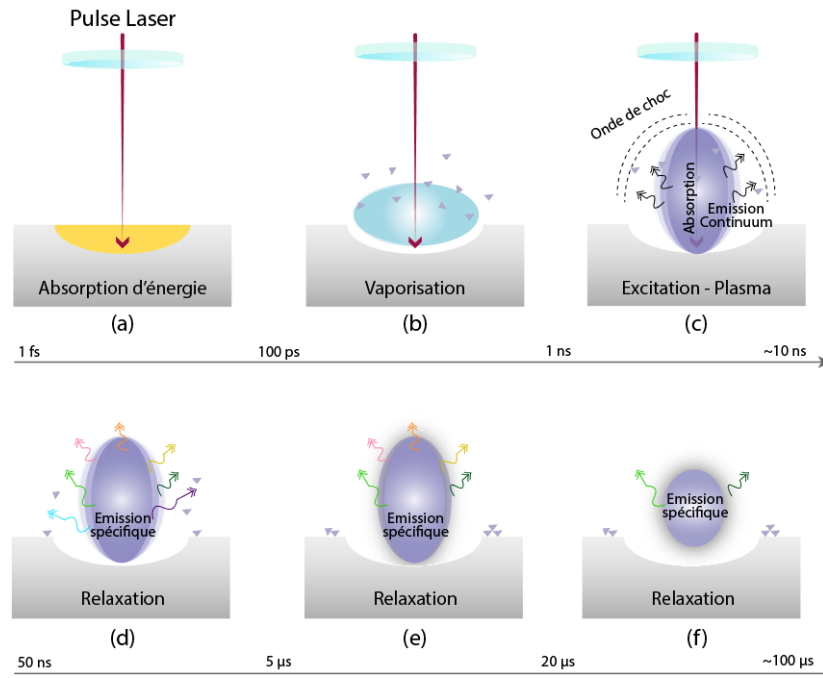 Pulse Laser
Absorption d'énergie
Vaporisation
Onde de choc
Absorption
Emission
Continuum
Excitation - Plasma
(a)
(b)
(c)
1 fs
100 ps
1 ns
~10 ns
Emission
spécifique
Relaxation
Emission
spécifique
Relaxation
Emission
spécifique
Relaxation
(d)
(e)
(f)
50 ns
5 µs
20 µs
~100 µs